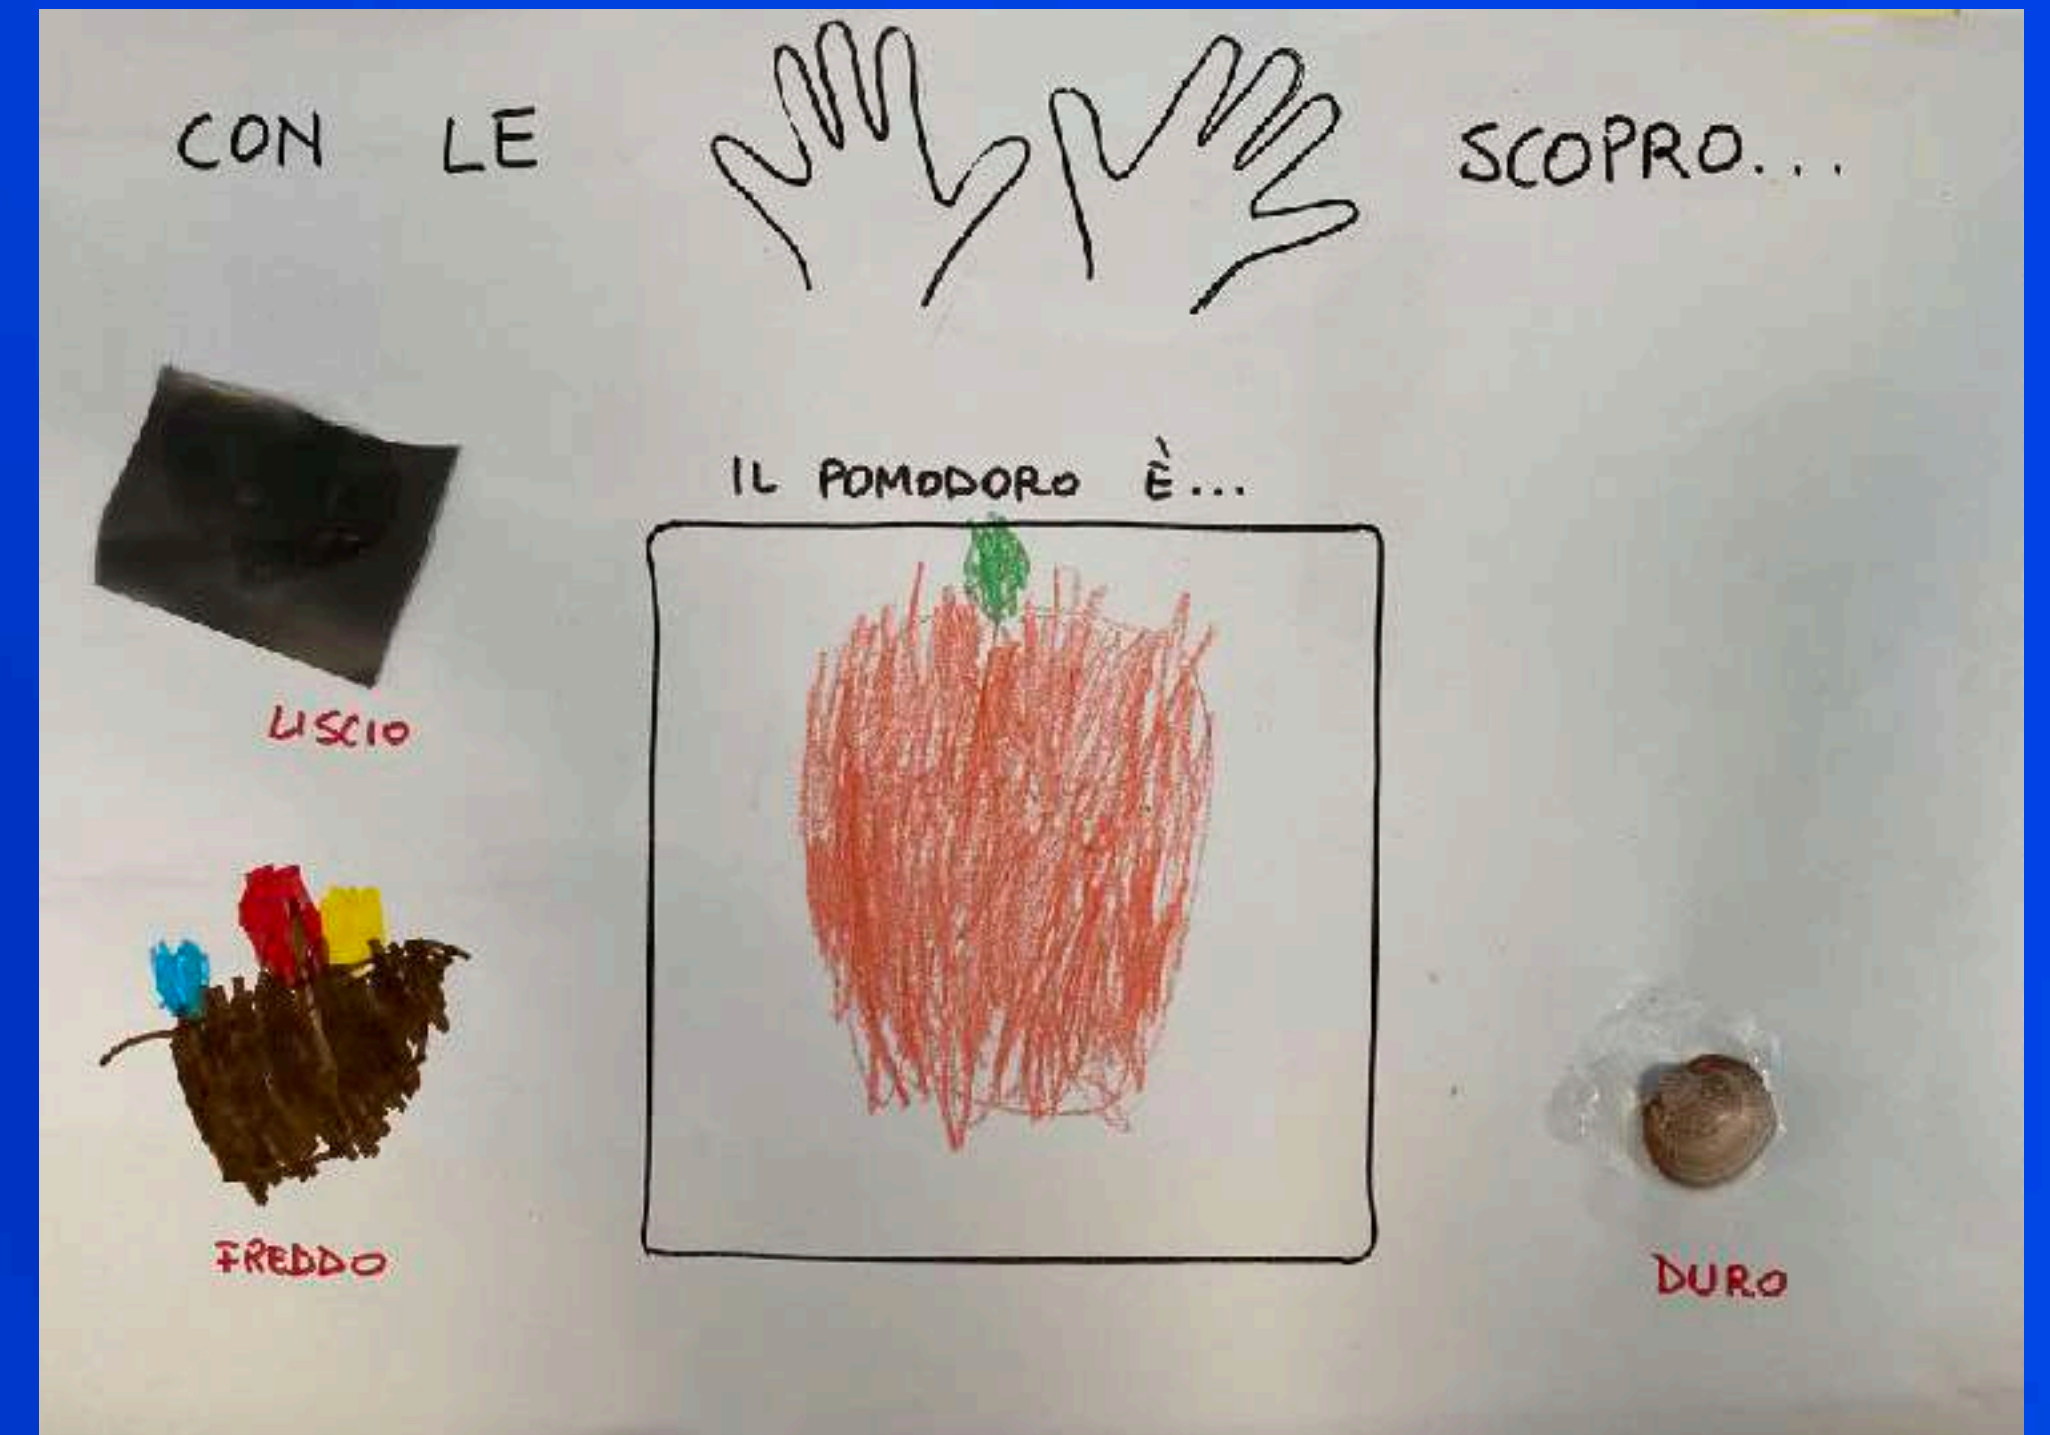 CON LE SCOPRO...
IL POMODORO È...
LISCIO
FREDDO
DURO